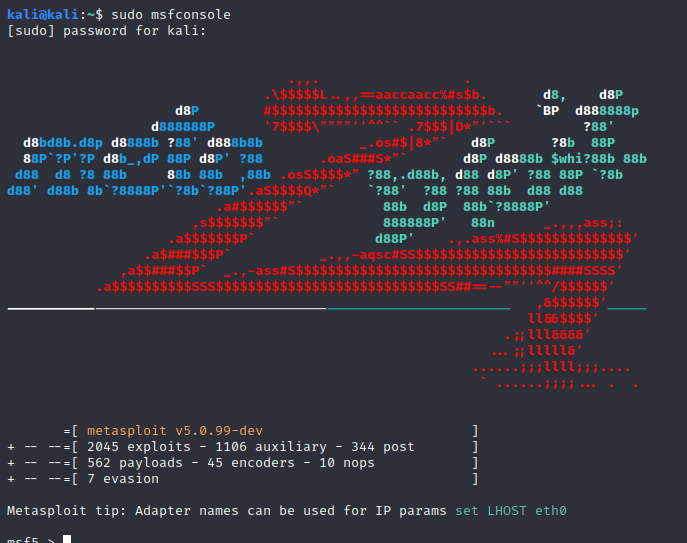 kali@kali:~$ sudo msfconsole
[sudo] password for kali:
=[ metasploit v5.0.99-dev ]
+ -- --=[ 2045 exploits - 1106 auxiliary - 344 post ]
+ -- --=[ 562 payloads - 45 encoders - 10 nops ]
+ -- --=[ 7 evasion ]
Metasploit tip: Adapter names can be used for IP params set LHOST eth0
msf5 >